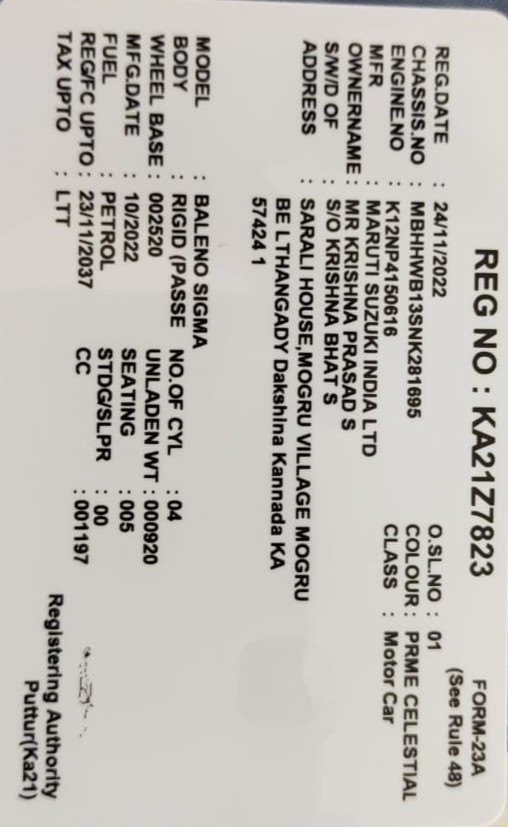 FORM-23A
(See Rule 48)
REG NO : KA21Z7823
REG.DATE : 24/11/2022 O.SL.NO : 01
CHASSIS.NO : MBHHWB13SNK281695 COLOUR : PRME CELESTIAL
ENGINE.NO : K12NP4150616 CLASS : Motor Car
MFR : MARUTI SUZUKI INDIA LTD
OWNERNAME : MR KRISHNA PRASAD S
S/W/D OF : S/O KRISHNA BHAT S
ADDRESS : SARALI HOUSE,MOGRU VILLAGE MOGRU
BE L THANGADY Dakshina Kannada KA
57424 1
MODEL : BALENO SIGMA
BODY : RIGID (PASSE NO.OF CYL : 04
WHEEL BASE : 002520 UNLADEN WT : 000920
MFG.DATE : 10/2022 SEATING : 005
FUEL : PETROL STDG/SLPR : 00
REG/FC UPTO : 23/11/2037 CC : 001197
TAX UPTO : LTT
Registering Authority
Puttur(Ka21)